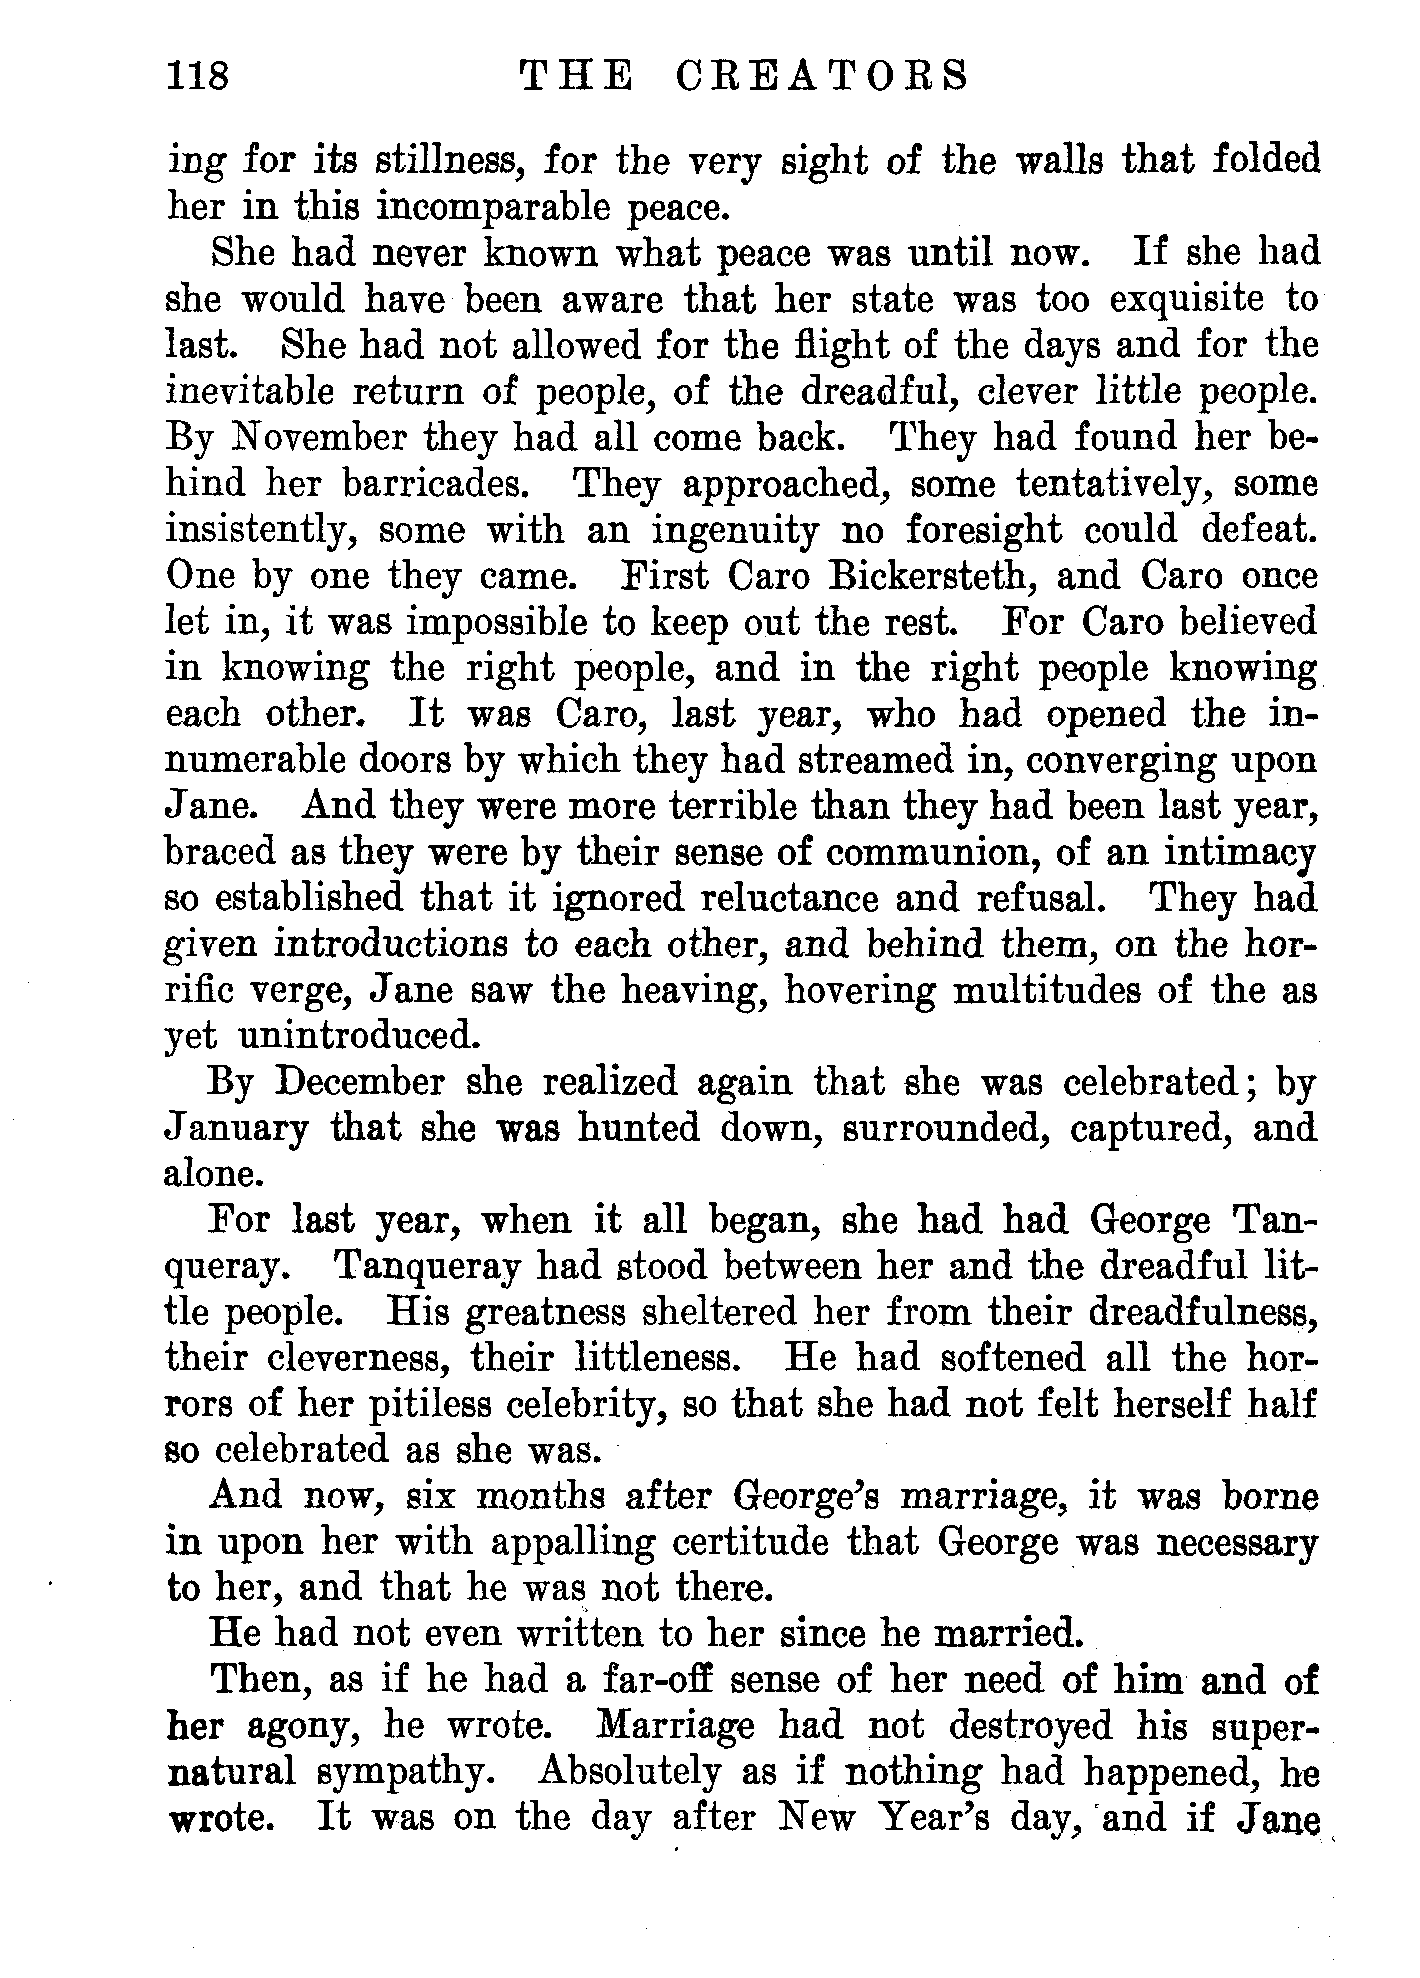 118 THE CREATORS
ing for its stillness, for the very sight of the walls that folded
her in this incomparable peace.
She had never known what peace was until now. If she had
she would have been aware that her state was too exquisite to
last. She had not allowed for the flight of the days and for the
inevitable return of people, of the dreadful, clever little people.
By November they had all come back. They had found her be-
hind her barricades. They approached, some tentatively, some
insistently, some with an ingenuity no foresight could defeat.
One by one they came. First Caro Bickersteth, and Caro once
let in, it was impossible to keep out the rest. For Caro believed
in knowing the right people, and in the right people knowing
each other. It was Caro, last year, who had opened the in-
numerable doors by which they had streamed in, converging upon
Jane. And they were more terrible than they had been last year,
braced as they were by their sense of communion, of an intimacy
so established that it ignored reluctance and refusal. They had
given introductions to each other, and behind them, on the hor-
rific verge, Jane saw the heaving, hovering multitudes of the as
yet unintroduced.
By December she realized again that she was celebrated; by
January that she was hunted down, surrounded, captured, and
alone.
For last year, when it all began, she had had George Tan-
queray. Tanqueray had stood between her and the dreadful lit-
tle people. His greatness sheltered her from their dreadfulness,
their cleverness, their littleness. He had softened all the hor-
rors of her pitiless celebrity, so that she had not felt herself half
so celebrated as she was.
And now, six months after George's marriage, it was borne
in upon her with appalling certitude that George was necessary
to her, and that he was not there.
He had not even written to her since he married.
Then, as if he had a far-off sense of her need of him and of
her agony, he wrote. Marriage had not destroyed his super-
natural sympathy. Absolutely as if nothing had happened, he
wrote. It was on the day after New Year's day, and if Jane